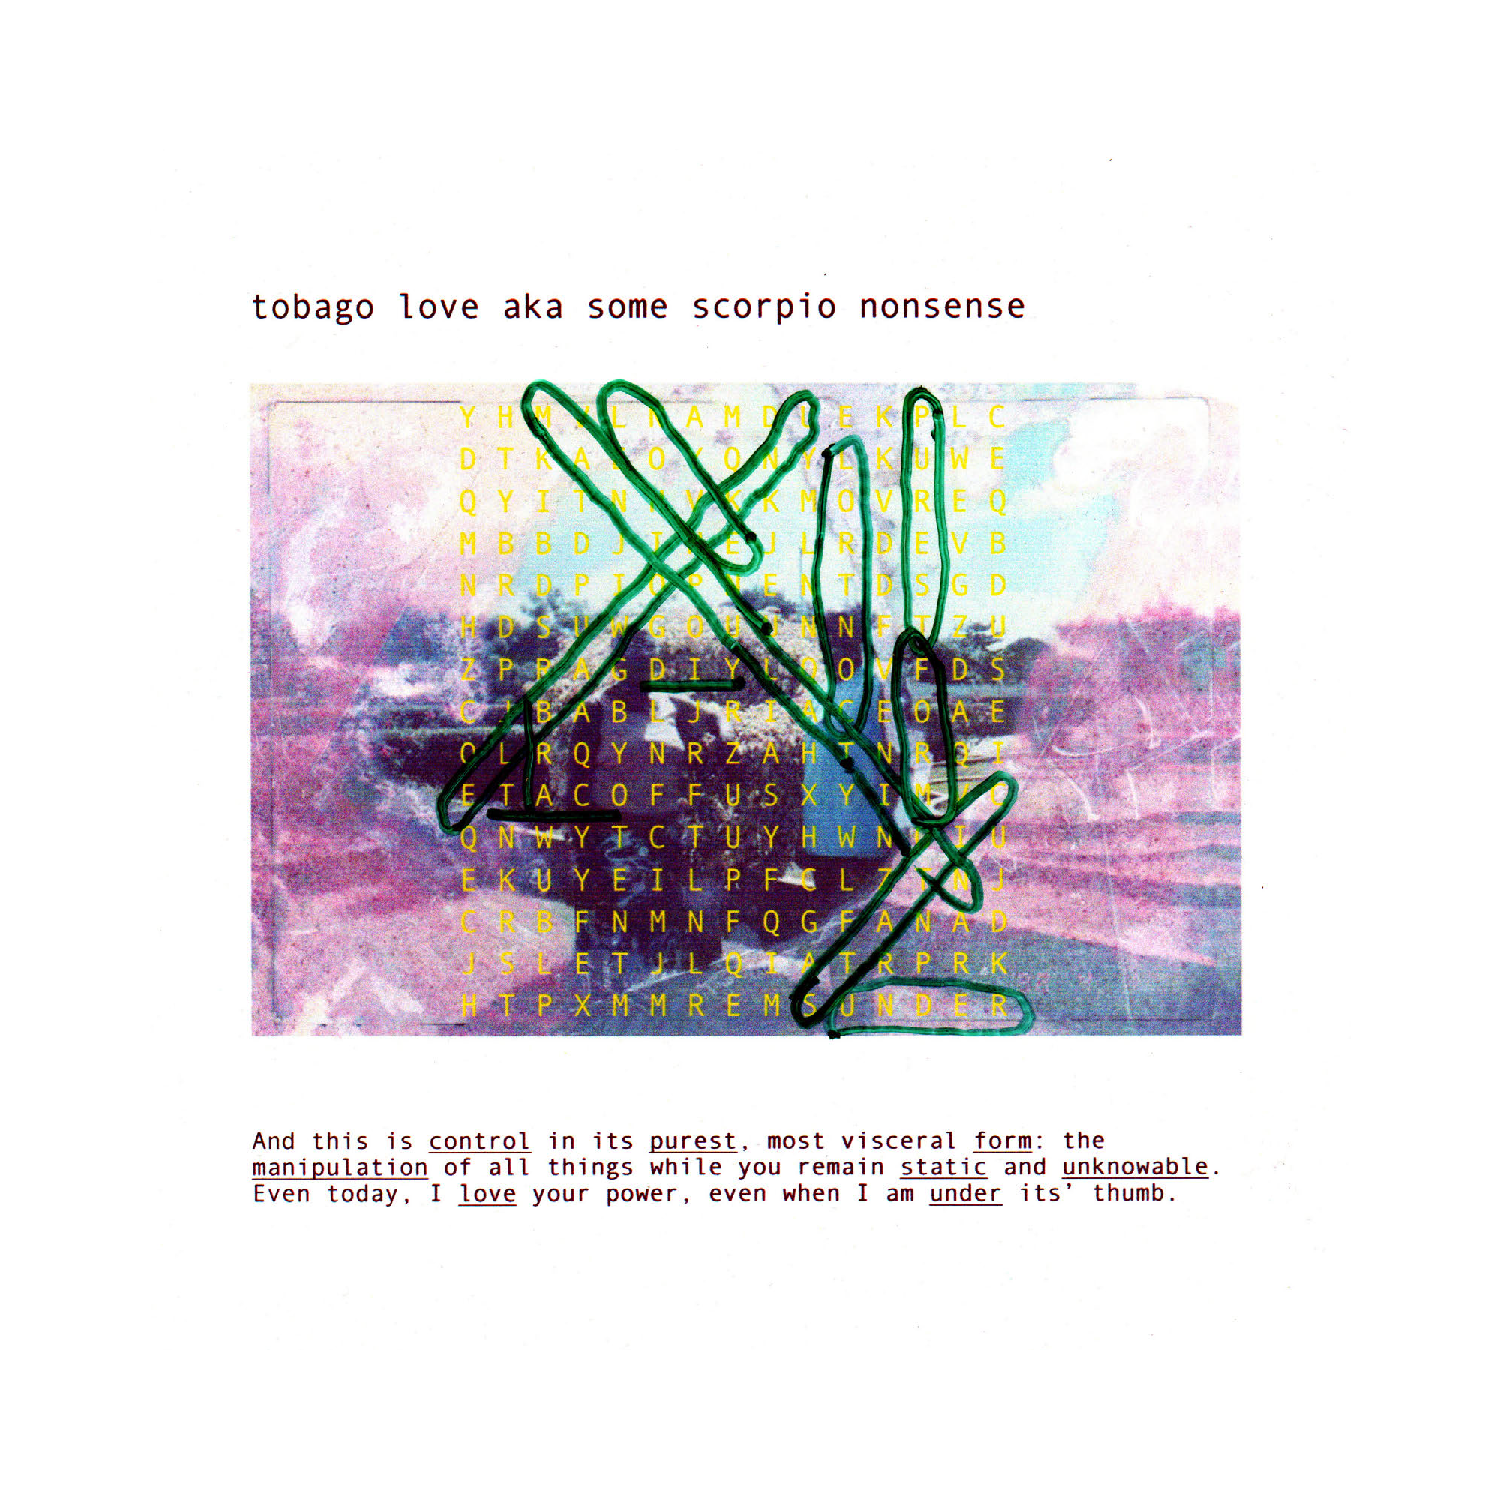 tobago love aka some scorpio nonsense
Y H M L A M D U E K P L C
D T K A O Y Q N Y L K U W E
Q Y I T N V K K M O V R E Q
M B B D J I N E J L R D E V B
N R D P I O P E N T D S G D
H D S U W G O U J N N F T Z U
Z P R A G D I Y L Q O V F D S
C J B A B L J R I A C E O A E
O L R Q Y N R Z A H T N R Q I
E T A C O F F U S X Y I M C
Q N W Y T C T U Y H W N O I U
E K U Y E I L P F G L Z T N J
C R B F N M N F Q G F A N A D
J S L E T J L Q I A T R P R K
H T P X M M R E M S U N D E R
And this is control in its purest, most visceral form: the
manipulation of all things while you remain static and unknowable.
Even today, I love your power, even when I am under its’ thumb.